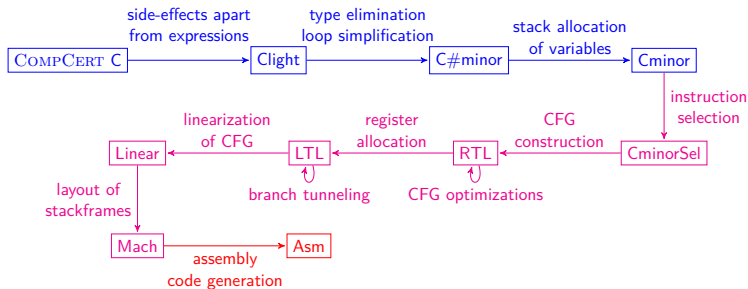 side-effects apart
from expressions
type elimination
loop simplification
stack allocation
of variables
COMPCERT C
Clight
C#minor
Cminor
instruction
selection
linearization
of CFG
register
allocation
CFG
construction
Linear
LTL
RTL
CminorSel
layout of
stackframes
branch tunneling
CFG optimizations
Mach
Asm
assembly
code generation